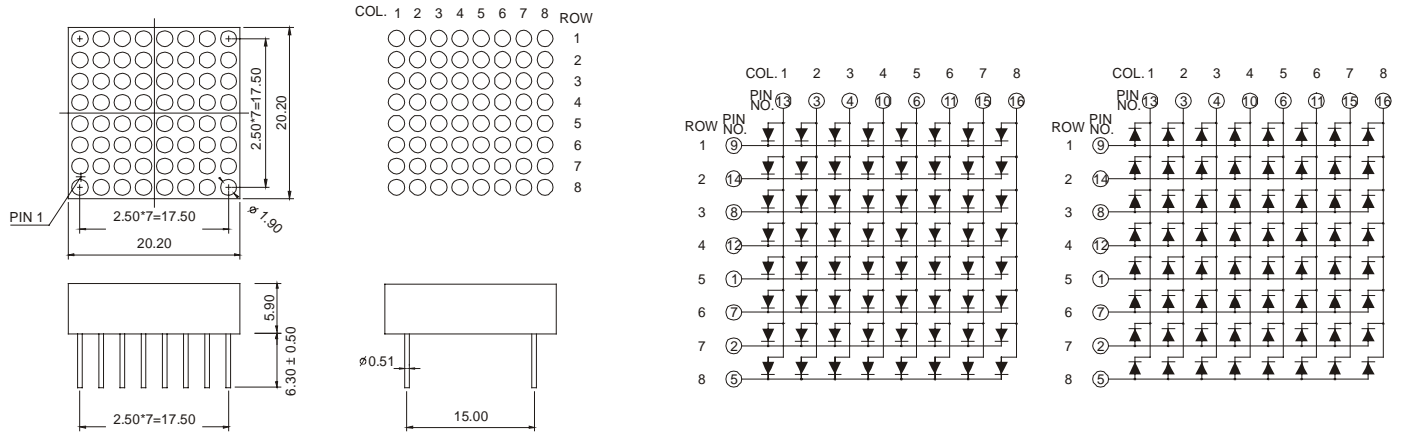 2.50*7=17.50
20.20
PIN 1
2.50*7=17.50
20.20
ø 1.90
5.90
6.30 ± 0.50
2.50*7=17.50
COL. 1 2 3 4 5 6 7 8 ROW
1
2
3
4
5
6
7
8
ø0.51
15.00
COL. 1 2 3 4 5 6 7 8
PIN NO. 13 3 4 10 6 11 15 16
ROW PIN NO.
1 9
2 14
3 8
4 12
5 1
6 7
7 2
8 5
COL. 1 2 3 4 5 6 7 8
PIN NO. 13 3 4 10 6 11 15 16
ROW PIN NO.
1 9
2 14
3 8
4 12
5 1
6 7
7 2
8 5